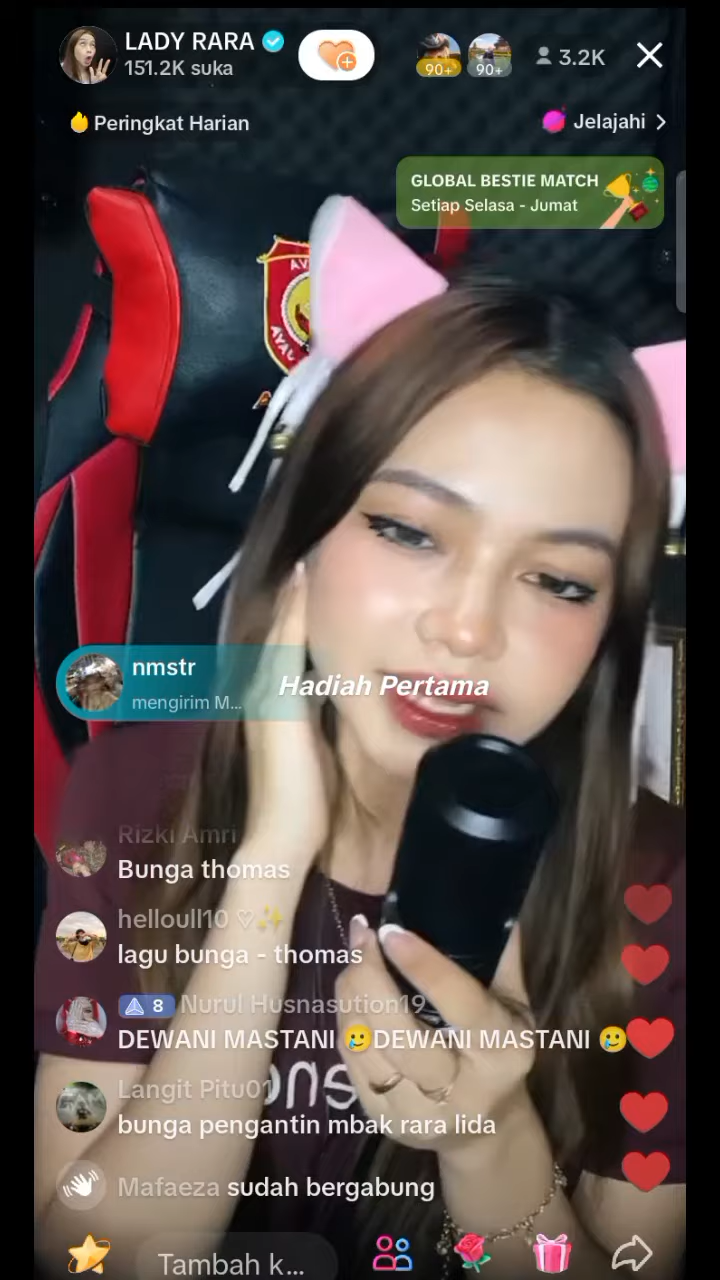 LADY RARA
151.2K suka
90+
90+
3.2K
Peringkat Harian
Jelajahi
GLOBAL BESTIE MATCH
Setiap Selasa - Jumat
nmstr
mengirim M...
Hadiah Pertama
Rizki Amri
Bunga thomas
helloull10 ♡✨
lagu bunga - thomas
8 Nurul Husnasution19
DEWANI MASTANI 🥲DEWANI MASTANI 🥲
Langit Pitu01
bunga pengantin mbak rara lida
Mafaeza sudah bergabung
Tambah k...